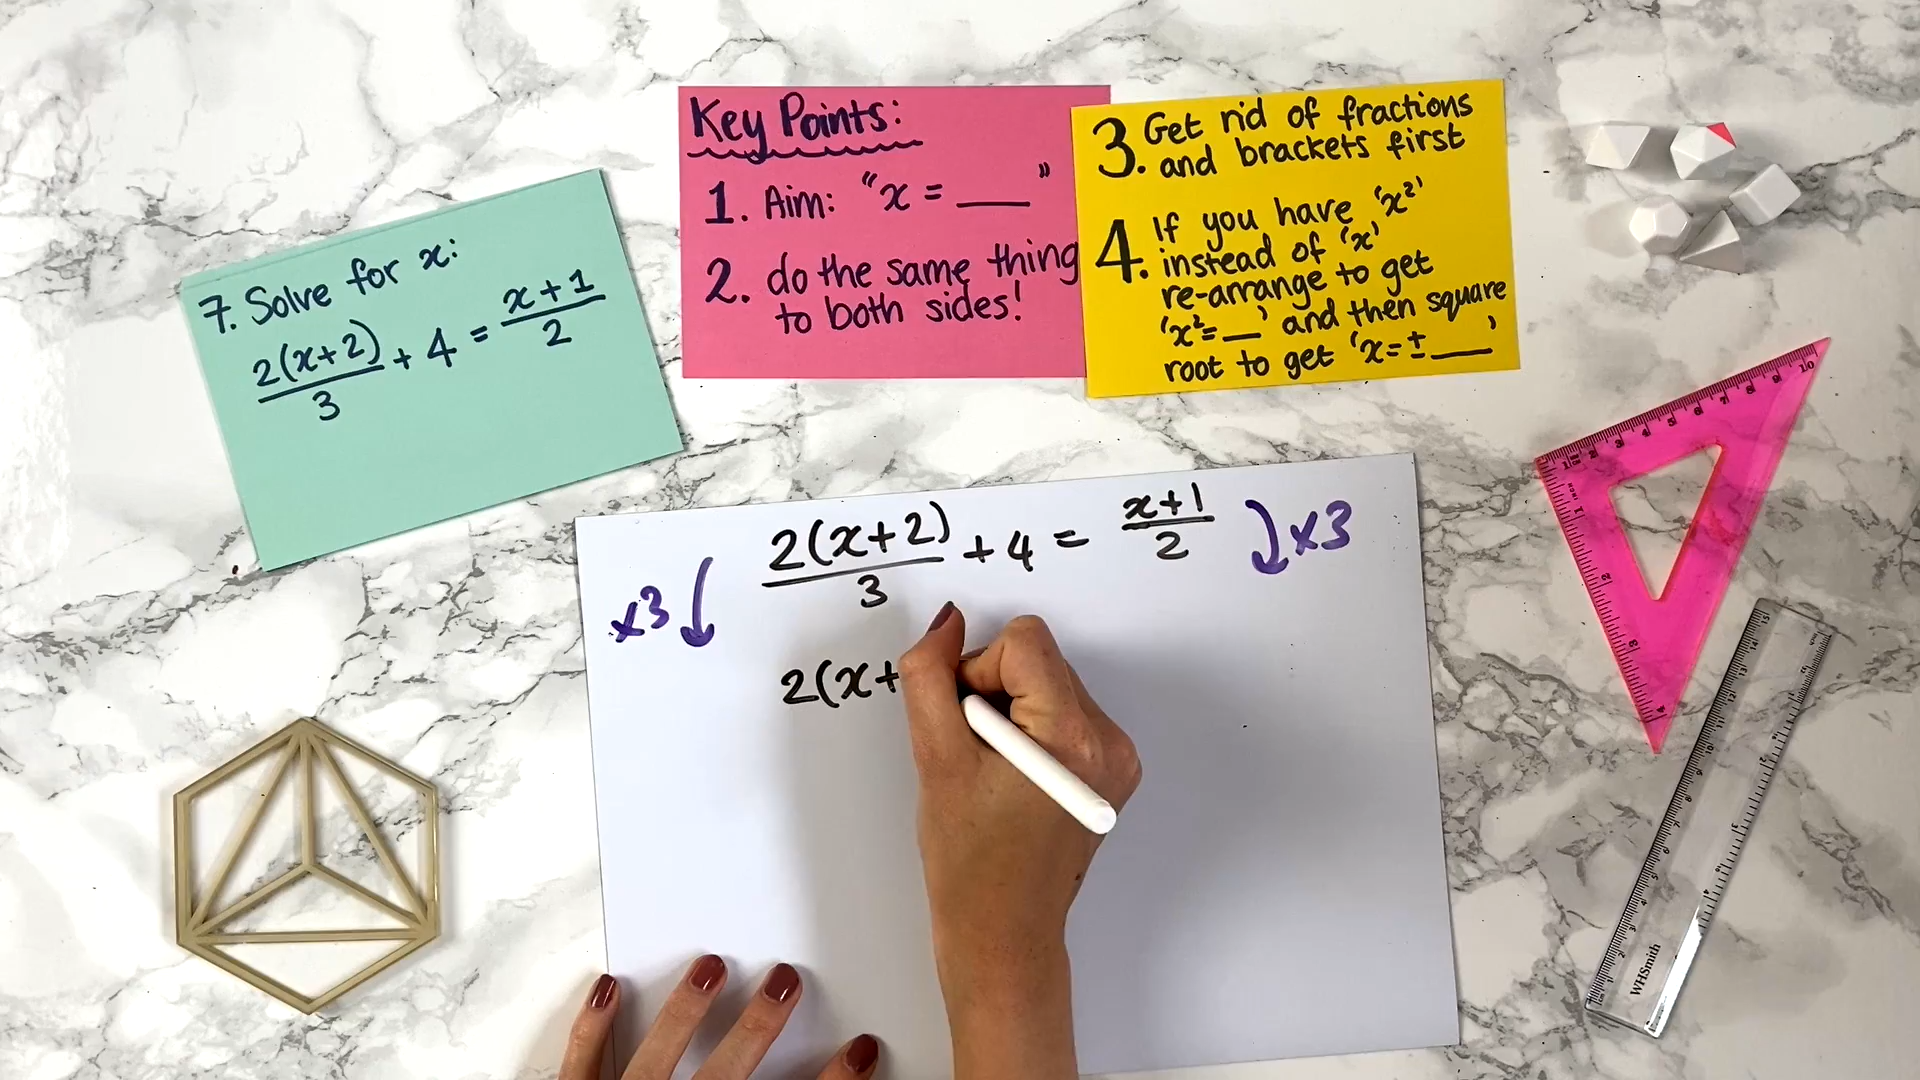 7. Solve for x:
2(x+2)/3 + 4 = x+1/2
Key Points:
1. Aim: "x = ___"
2. do the same thing
to both sides!
3. Get rid of fractions
and brackets first
4. If you have 'x²'
instead of 'x'
re-arrange to get
'x²=__' and then square
root to get 'x=±___'
2(x+2)/3 + 4 = x+1/2
x3
x3
2(x+
WHSmith